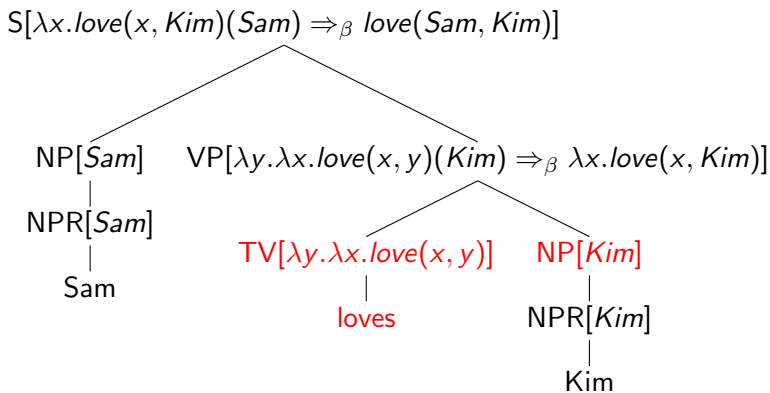 S[λx.love(x, Kim)(Sam) ⇒β love(Sam, Kim)]
NP[Sam] VP[λy.λx.love(x, y)(Kim) ⇒β λx.love(x, Kim)]
NPR[Sam]
TV[λy.λx.love(x, y)] NP[Kim]
Sam
loves NPR[Kim]
Kim